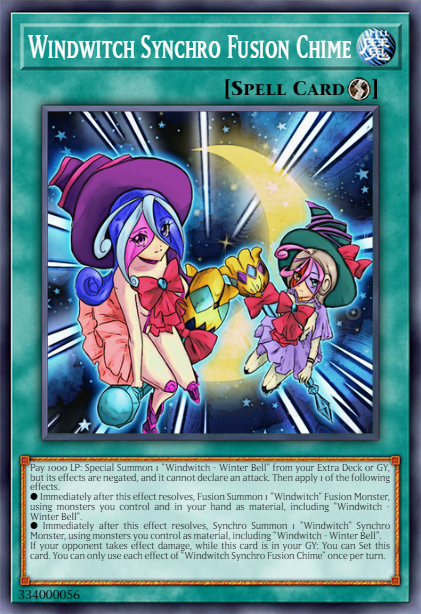 Windwitch Synchro Fusion Chime
魔
[Spell Card]
Pay 1000 LP: Special Summon 1 "Windwitch - Winter Bell" from your Extra Deck or GY,
but its effects are negated, and it cannot declare an attack. Then apply 1 of the following
effects.
● Immediately after this effect resolves, Fusion Summon 1 "Windwitch" Fusion Monster,
using monsters you control and in your hand as material, including "Windwitch -
Winter Bell".
● Immediately after this effect resolves, Synchro Summon 1 "Windwitch" Synchro
Monster, using monsters you control as material, including "Windwitch - Winter Bell".
If your opponent takes effect damage, while this card is in your GY: You can Set this
card. You can only use each effect of "Windwitch Synchro Fusion Chime" once per turn.
334000056